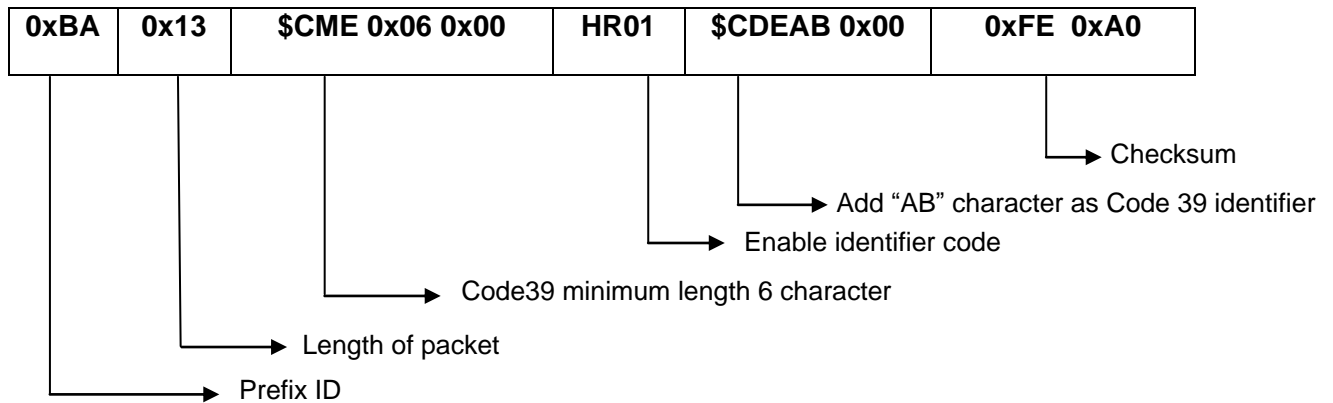 0xBA 0x13 $CME 0x06 0x00 HR01 $CDEAB 0x00 0xFE 0xA0
Checksum
Add “AB” character as Code 39 identifier
Enable identifier code
Code39 minimum length 6 character
Length of packet
Prefix ID